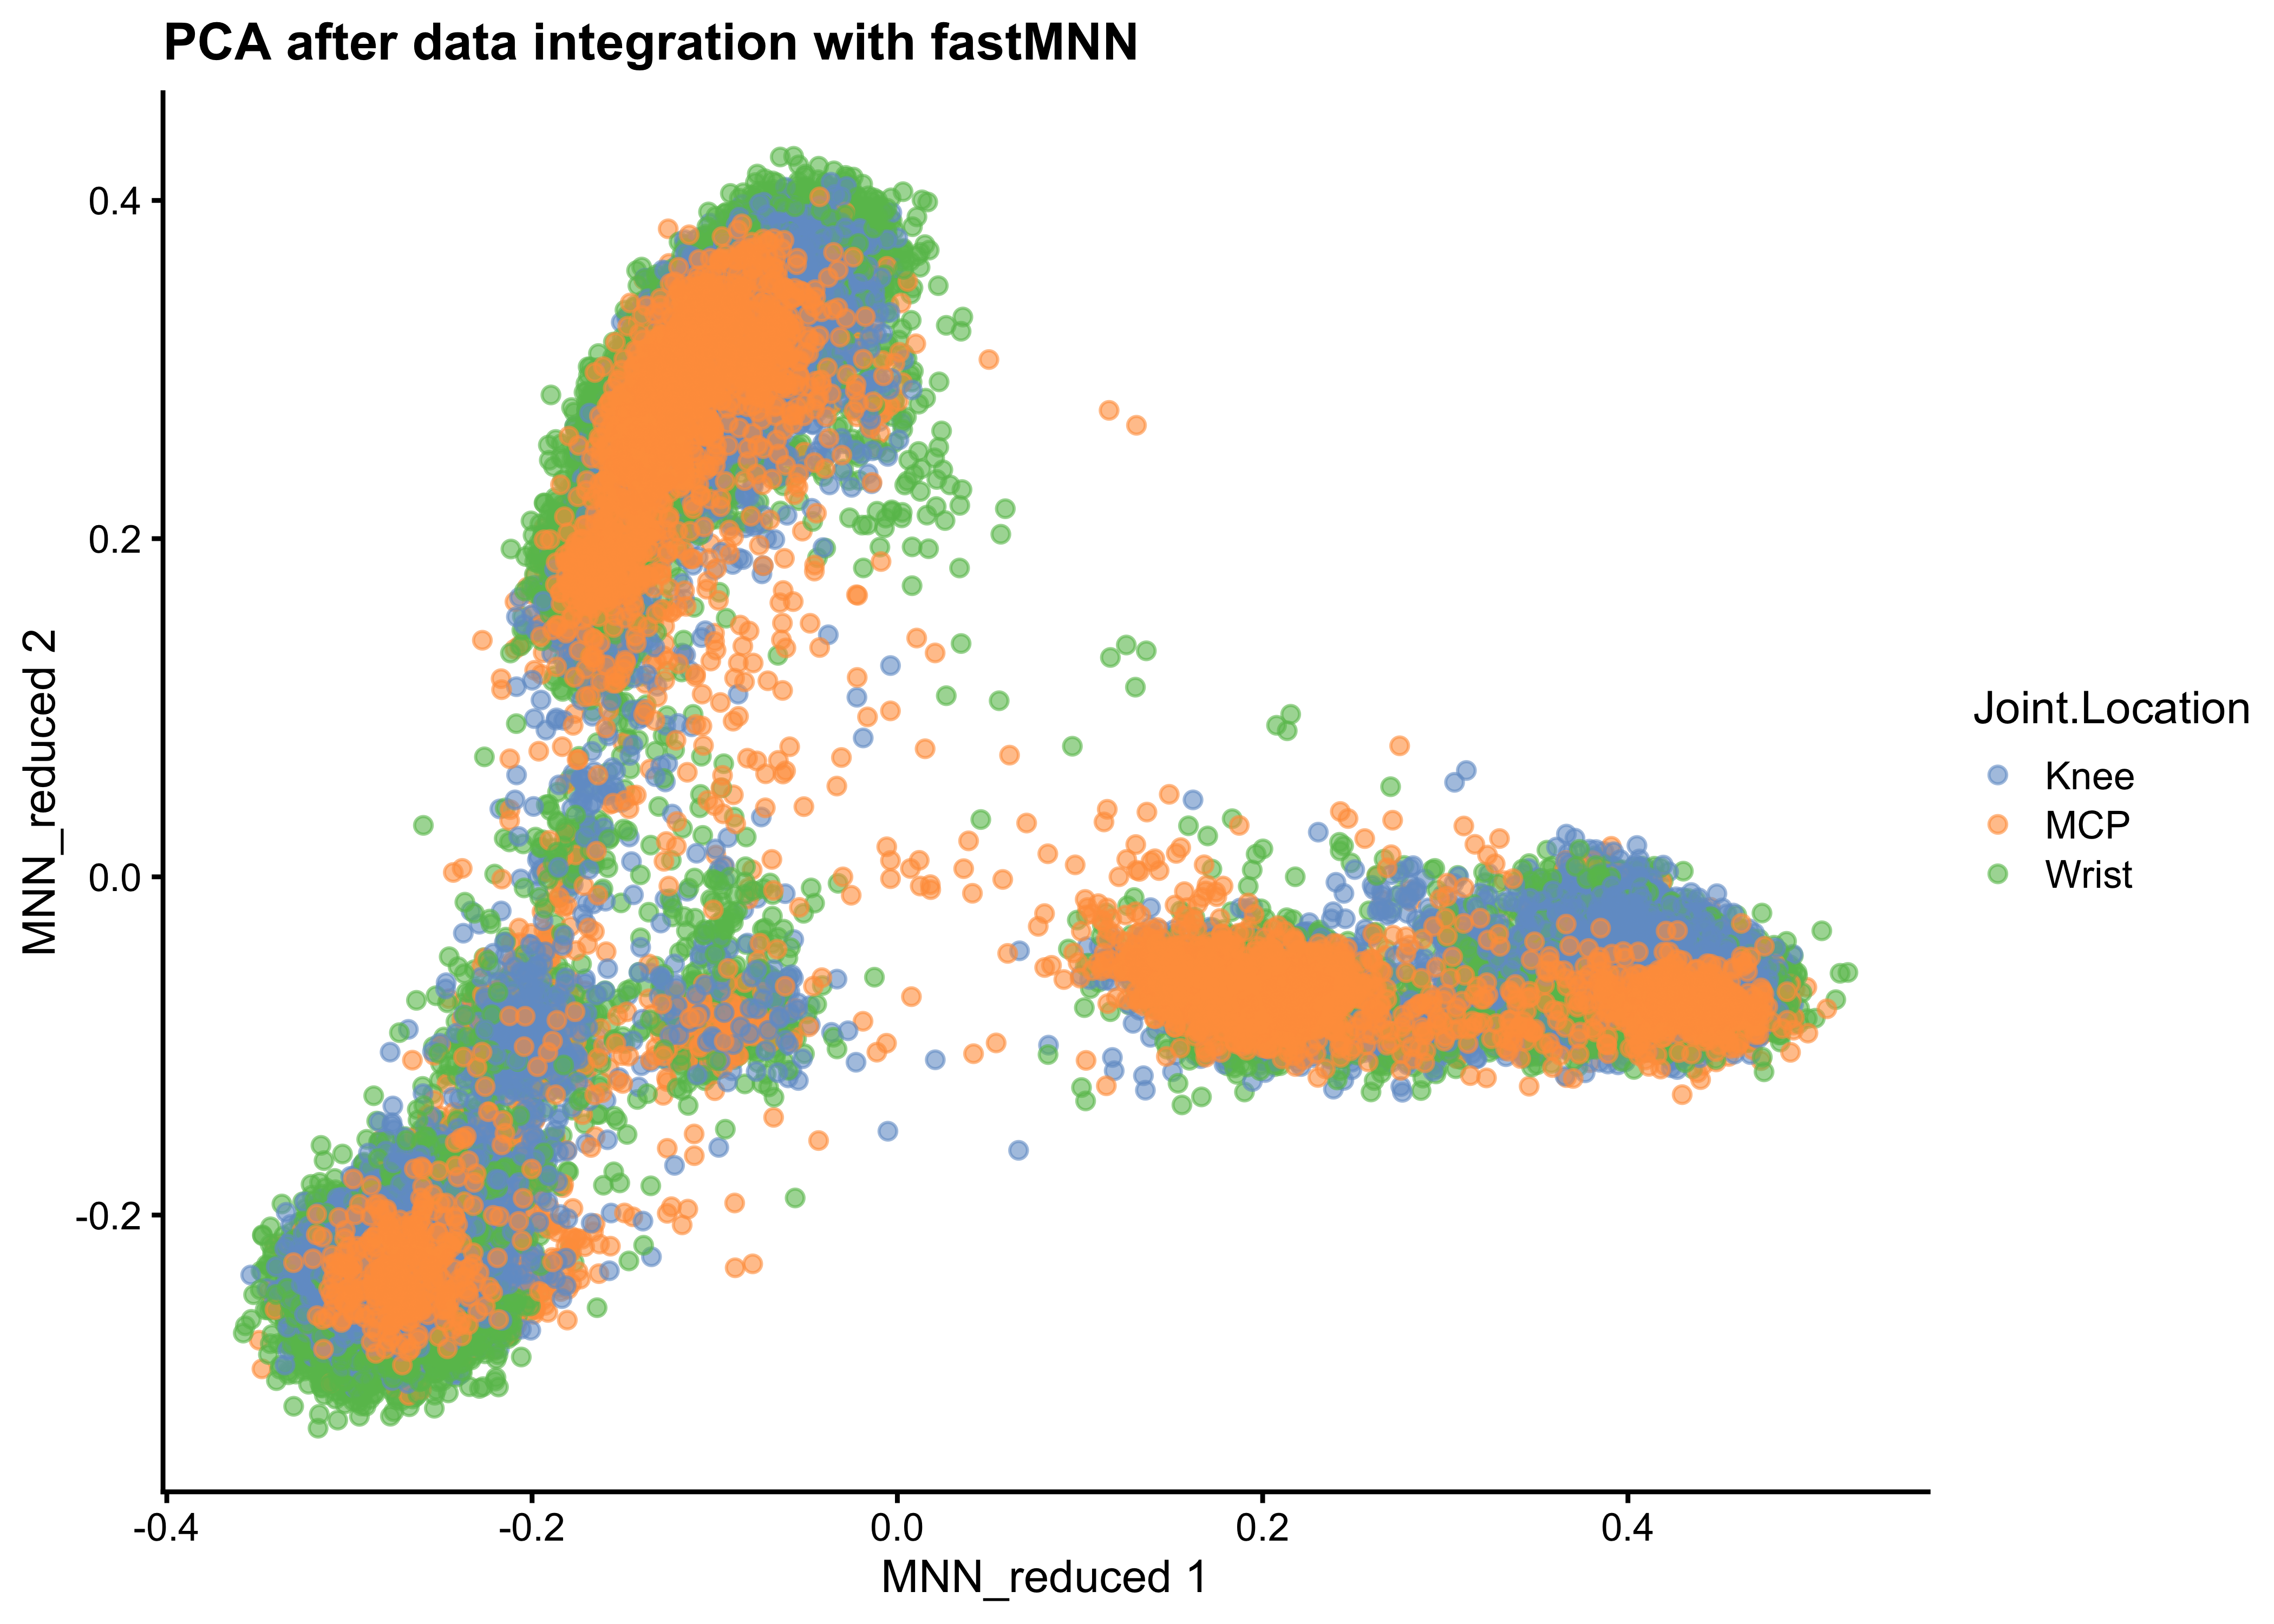 PCA after data integration with fastMNN
0.4
0.2
0.0
-0.2
MNN_reduced 2
-0.4
-0.2
0.0
0.2
0.4
MNN_reduced 1
Joint.Location
Knee
MCP
Wrist